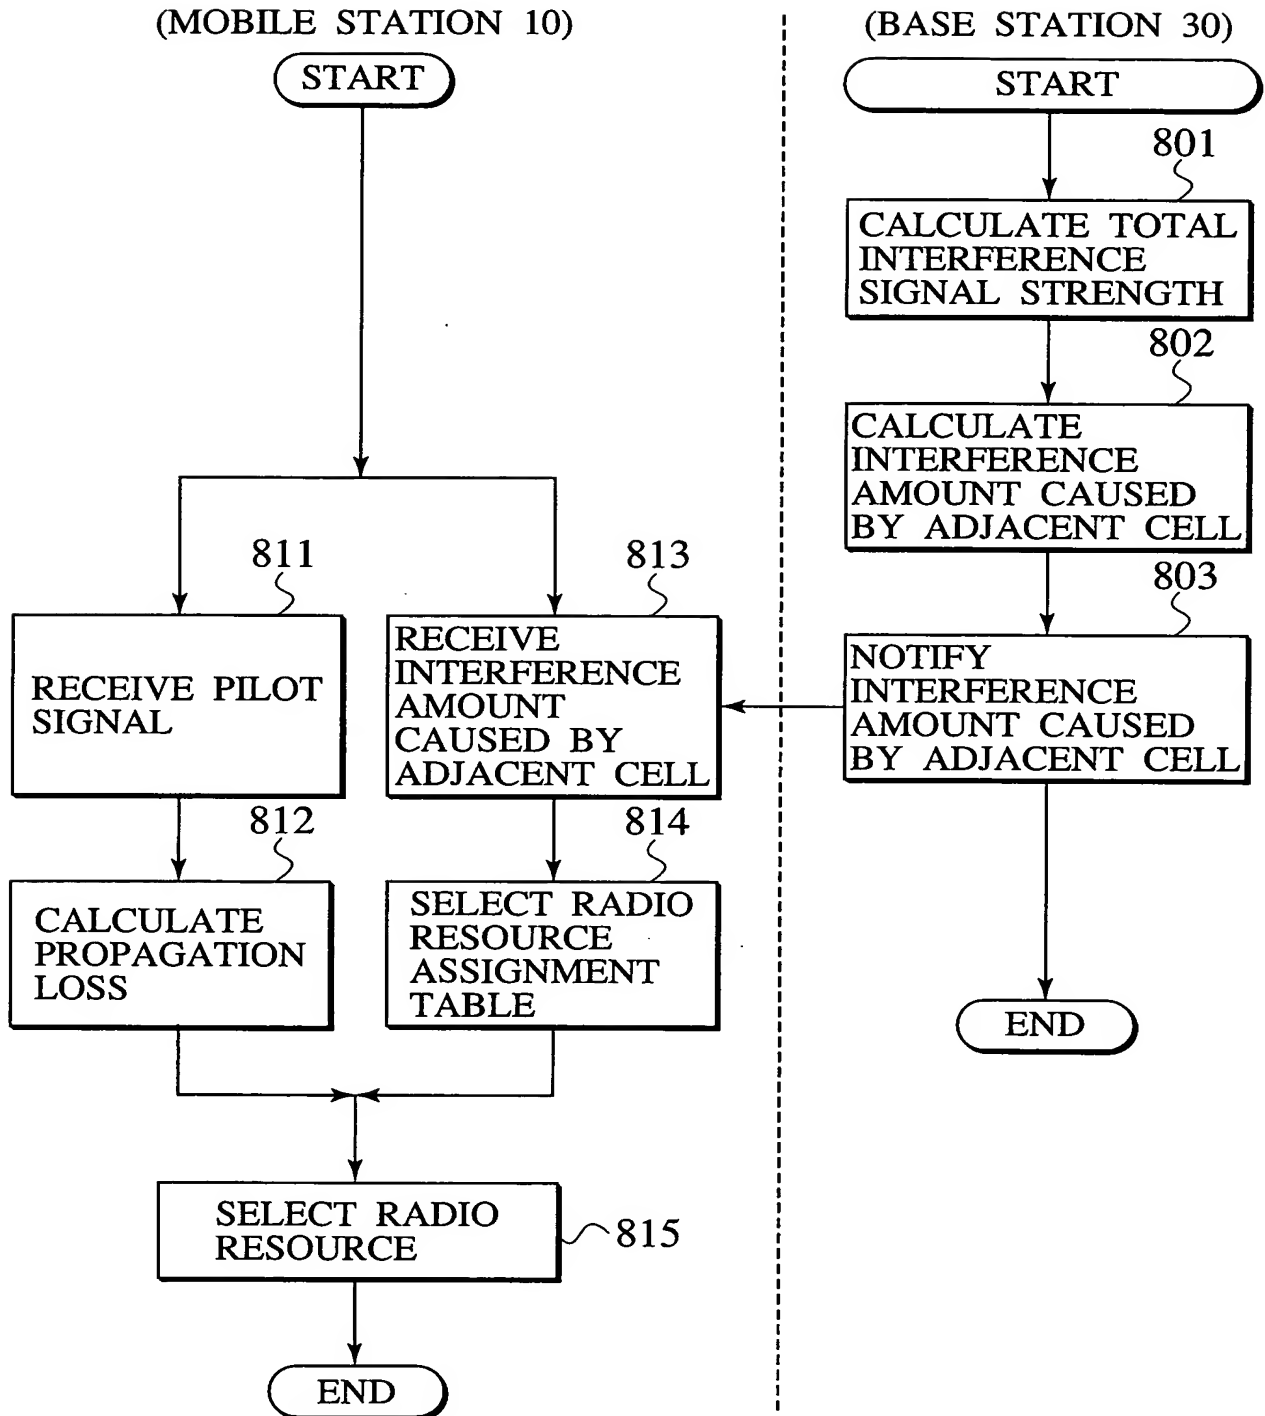 (MOBILE STATION 10)
START
811
RECEIVE PILOT
SIGNAL
812
CALCULATE
PROPAGATION
LOSS
813
RECEIVE
INTERFERENCE
AMOUNT
CAUSED BY
ADJACENT CELL
814
SELECT RADIO
RESOURCE
ASSIGNMENT
TABLE
SELECT RADIO
RESOURCE
815
END
(BASE STATION 30)
START
801
CALCULATE TOTAL
INTERFERENCE
SIGNAL STRENGTH
802
CALCULATE
INTERFERENCE
AMOUNT CAUSED
BY ADJACENT CELL
803
NOTIFY
INTERFERENCE
AMOUNT CAUSED
BY ADJACENT CELL
END